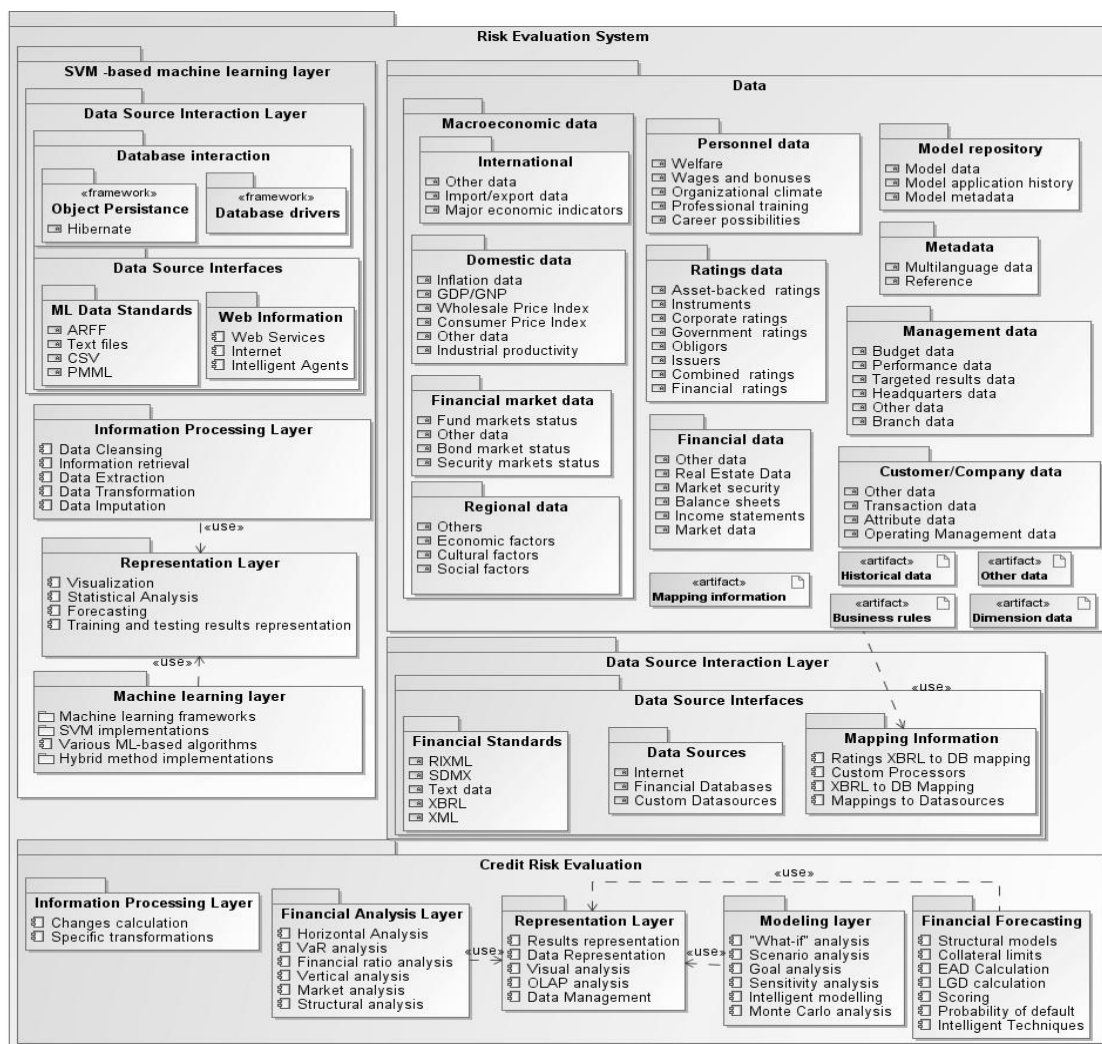 Risk Evaluation System
SVM -based machine learning layer
Data Source Interaction Layer
Database interaction
«framework»
Object Persistance
Hibernate
«framework»
Database drivers
Data Source Interfaces
ML Data Standards
ARFF
Text files
CSV
PMML
Web Information
Web Services
Internet
Intelligent Agents
Information Processing Layer
Data Cleansing
Information retrieval
Data Extraction
Data Transformation
Data Imputation
«use»
Representation Layer
Visualization
Statistical Analysis
Forecasting
Training and testing results representation
«use»
Machine learning layer
Machine learning frameworks
SVM implementations
Various ML-based algorithms
Hybrid method implementations
Data
Macroeconomic data
International
Other data
Import/export data
Major economic indicators
Domestic data
Inflation data
GDP/GNP
Wholesale Price Index
Consumer Price Index
Other data
Industrial productivity
Financial market data
Fund markets status
Other data
Bond market status
Security markets status
Regional data
Others
Economic factors
Cultural factors
Social factors
Personnel data
Welfare
Wages and bonuses
Organizational climate
Professional training
Career possibilities
Ratings data
Asset-backed ratings
Instruments
Corporate ratings
Government ratings
Obligors
Issuers
Combined ratings
Financial ratings
Financial data
Other data
Real Estate Data
Market security
Balance sheets
Income statements
Market data
«artifact»
Mapping information
Model repository
Model data
Model application history
Model metadata
Metadata
Multilanguage data
Reference
Management data
Budget data
Performance data
Targeted results data
Headquarters data
Other data
Branch data
Customer/Company data
Other data
Transaction data
Attribute data
Operating Management data
«artifact»
Historical data
«artifact»
Other data
«artifact»
Business rules
«artifact»
Dimension data
«use»
Data Source Interaction Layer
Data Source Interfaces
Financial Standards
RIXML
SDMX
Text data
XBRL
XML
Data Sources
Internet
Financial Databases
Custom Datasources
Mapping Information
Ratings XBRL to DB mapping
Custom Processors
XBRL to DB Mapping
Mappings to Datasources
Credit Risk Evaluation
Information Processing Layer
Changes calculation
Specific transformations
Financial Analysis Layer
Horizontal Analysis
VaR analysis
Financial ratio analysis
Vertical analysis
Market analysis
Structural analysis
«use»
Representation Layer
Results representation
Data Representation
Visual analysis
OLAP analysis
Data Management
«use»
«use»
Modeling layer
"What-if" analysis
Scenario analysis
Goal analysis
Sensitivity analysis
Intelligent modelling
Monte Carlo analysis
Financial Forecasting
Structural models
Collateral limits
EAD Calculation
LGD calculation
Scoring
Probability of default
Intelligent Techniques